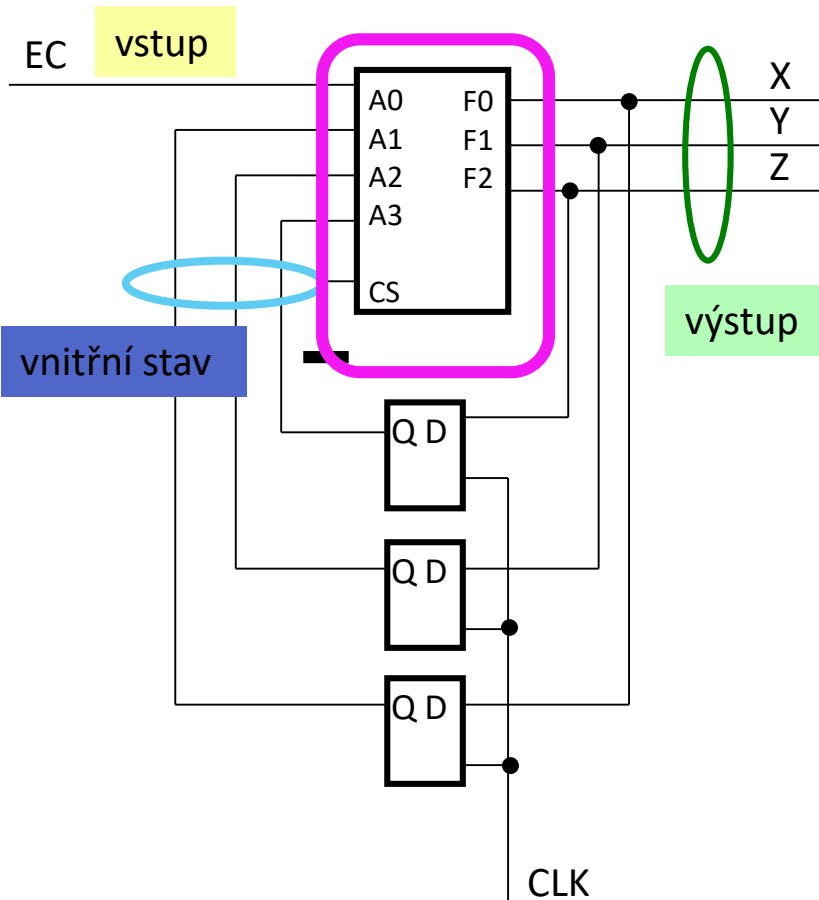 EC
vstup
X
Y
Z
A0
F0
A1
F1
A2
F2
A3
CS
výstup
vnitřní stav
Q D
Q D
Q D
CLK